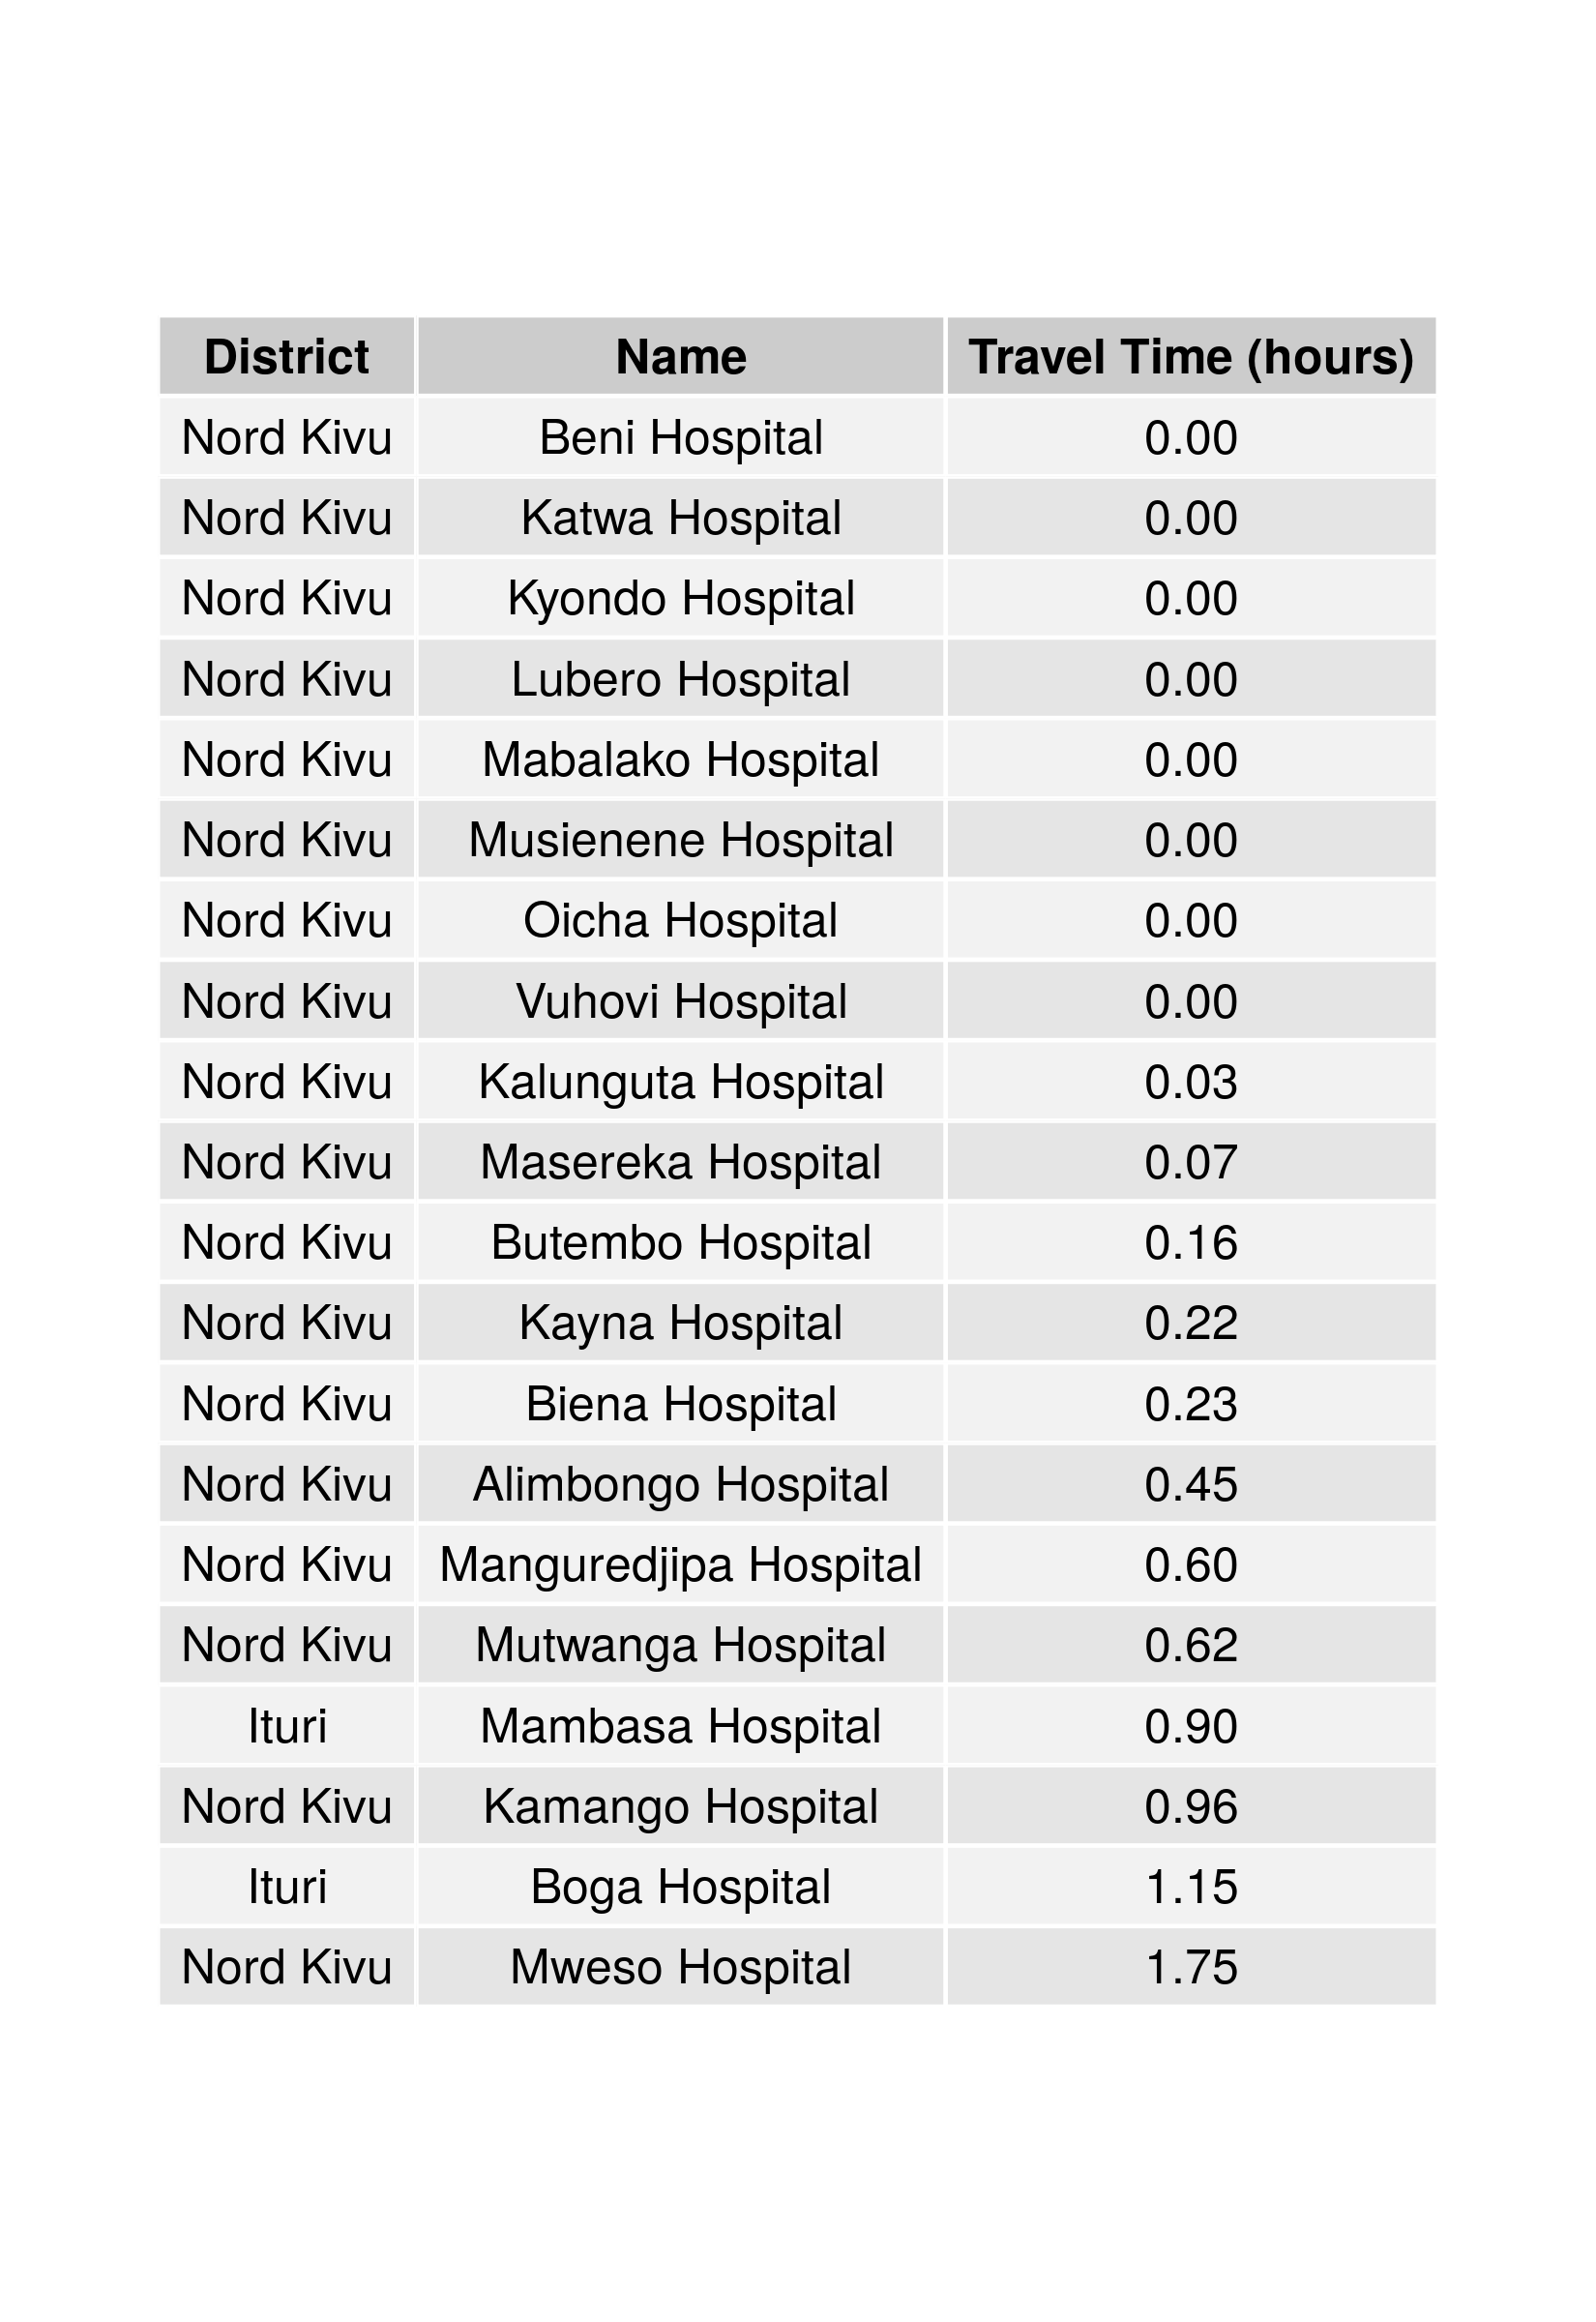 District Name Travel Time (hours)
Nord Kivu Beni Hospital 0.00
Nord Kivu Katwa Hospital 0.00
Nord Kivu Kyondo Hospital 0.00
Nord Kivu Lubero Hospital 0.00
Nord Kivu Mabalako Hospital 0.00
Nord Kivu Musienene Hospital 0.00
Nord Kivu Oicha Hospital 0.00
Nord Kivu Vuhovi Hospital 0.00
Nord Kivu Kalunguta Hospital 0.03
Nord Kivu Masereka Hospital 0.07
Nord Kivu Butembo Hospital 0.16
Nord Kivu Kayna Hospital 0.22
Nord Kivu Biena Hospital 0.23
Nord Kivu Alimbongo Hospital 0.45
Nord Kivu Manguredjipa Hospital 0.60
Nord Kivu Mutwanga Hospital 0.62
Ituri Mambasa Hospital 0.90
Nord Kivu Kamango Hospital 0.96
Ituri Boga Hospital 1.15
Nord Kivu Mweso Hospital 1.75